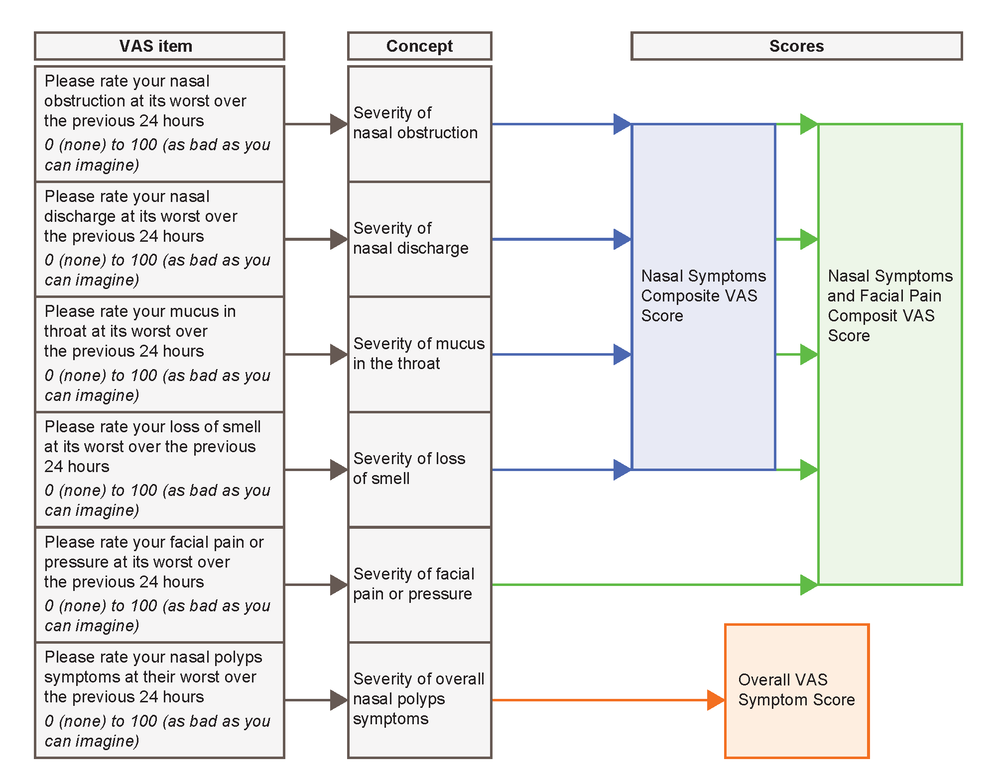 VAS item
Concept
Scores
Please rate your nasal
obstruction at its worst over
the previous 24 hours
0 (none) to 100 (as bad as you
can imagine)
Severity of
nasal obstruction
Please rate your nasal
discharge at its worst over
the previous 24 hours
0 (none) to 100 (as bad as you
can imagine)
Severity of
nasal discharge
Please rate your mucus in
throat at its worst over
the previous 24 hours
0 (none) to 100 (as bad as you
can imagine)
Severity of mucus
in the throat
Please rate your loss of smell
at its worst over the previous
24 hours
0 (none) to 100 (as bad as you
can imagine)
Severity of loss
of smell
Please rate your facial pain or
pressure at its worst over
the previous 24 hours
0 (none) to 100 (as bad as you
can imagine)
Severity of facial
pain or pressure
Please rate your nasal polyps
symptoms at their worst over
the previous 24 hours
0 (none) to 100 (as bad as you
can imagine)
Severity of overall
nasal polyps
symptoms
Nasal Symptoms
Composite VAS
Score
Nasal Symptoms
and Facial Pain
Composit VAS
Score
Overall VAS
Symptom Score